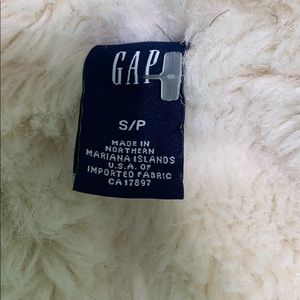 GAP
S/P
MADE IN
NORTHERN
MARIANA ISLANDS
U.S.A. OF
IMPORTED FABRIC
CA 17897